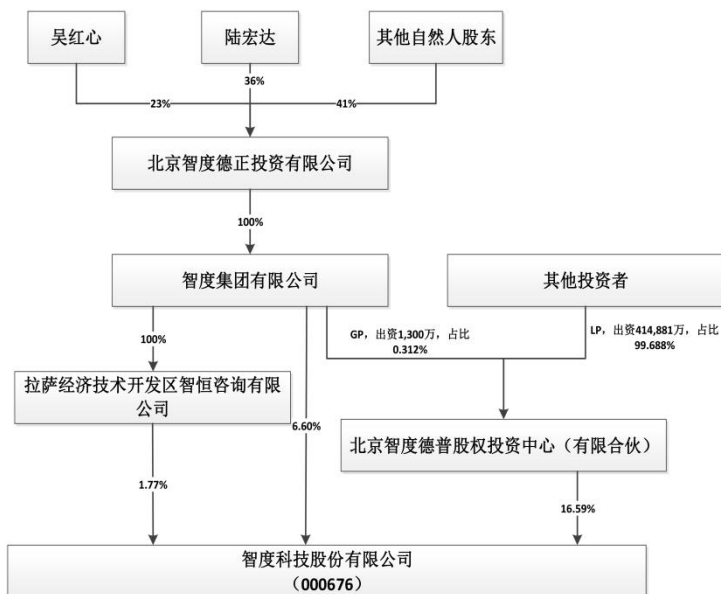 吴红心
陆宏达
其他自然人股东
36%
23%
41%
北京智度德正投资有限公司
100%
智度集团有限公司
其他投资者
GP，出资1,300万，占比
0.312%
LP，出资414,881万，占比
99.688%
100%
拉萨经济技术开发区智恒咨询有限
公司
6.60%
北京智度德普股权投资中心（有限合伙）
1.77%
16.59%
智度科技股份有限公司
（000676）